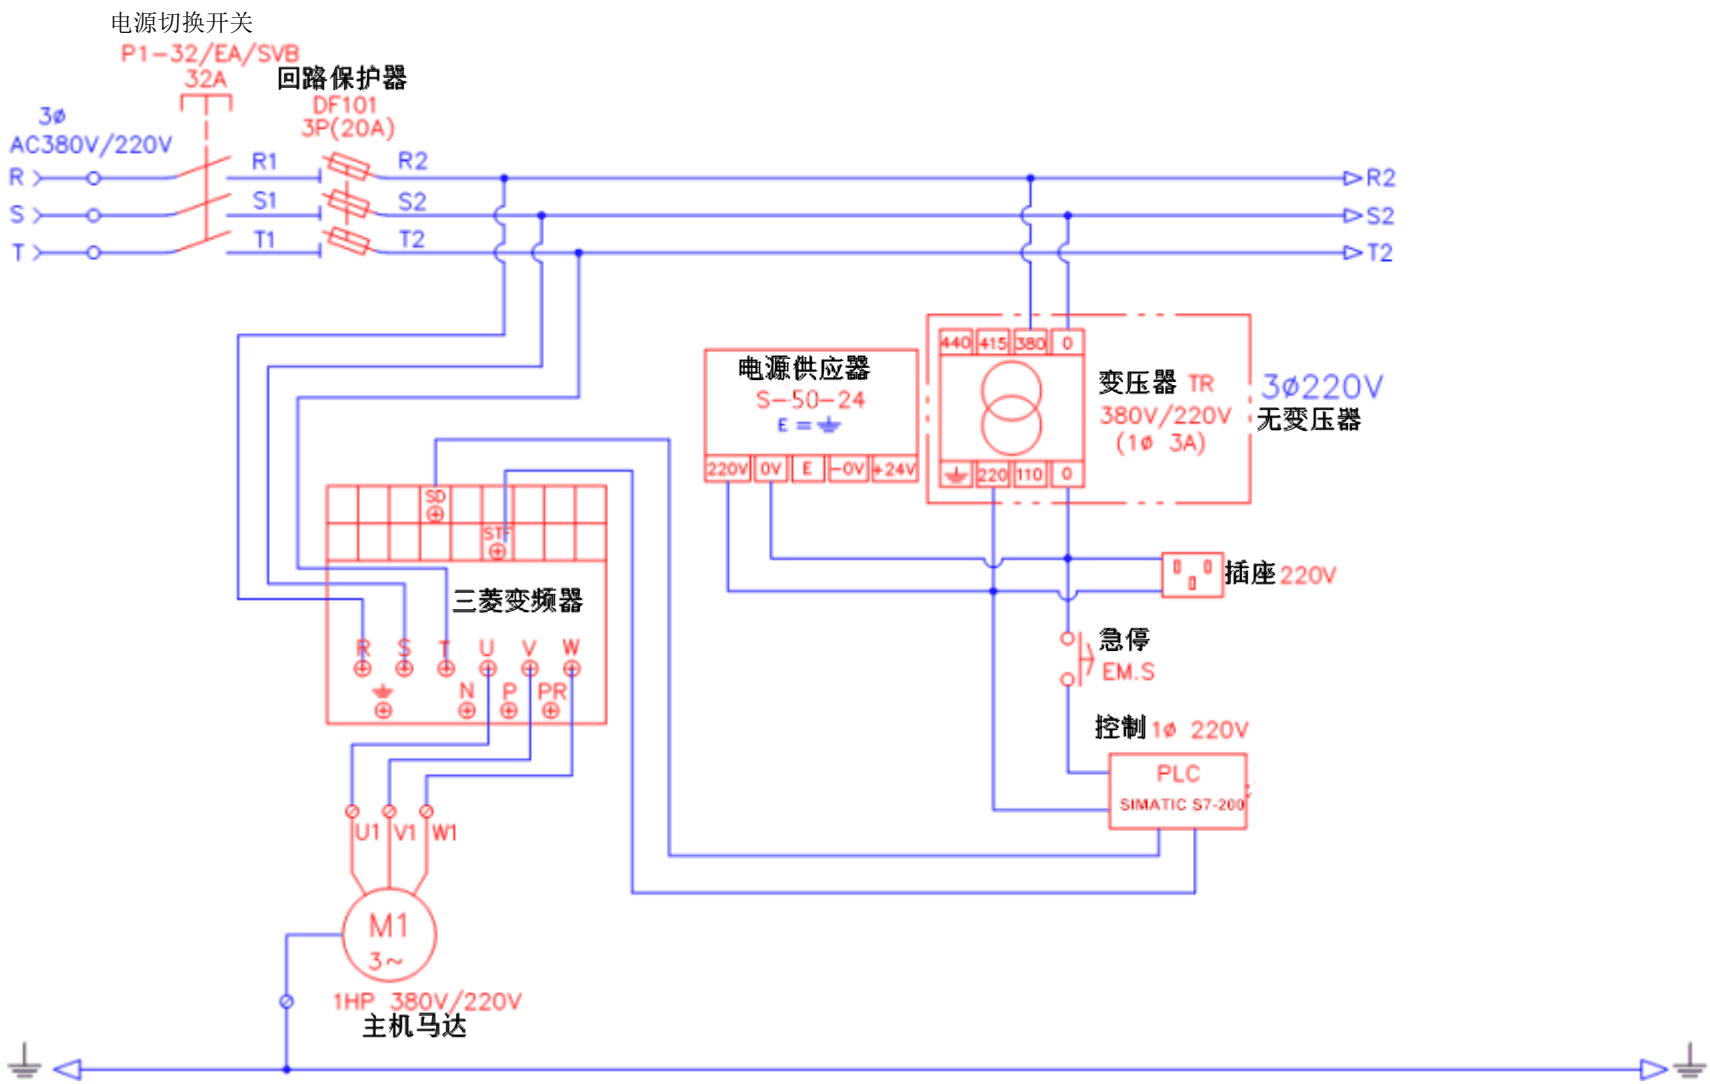 电源切换开关
P1-32/EA/SVB
32A
回路保护器
DF101
3P(20A)
3ø
AC380V/220V
R
R1
R2
R2
S
S1
S2
S2
T
T1
T2
T2
电源供应器
S-50-24
E =
220V 0V E -0V +24V
440 415 380 0
变压器 TR
380V/220V
(1ø 3A)
220 110 0
3ø220V
无变压器
SD
STF
三菱变频器
R S T U V W
N P PR
插座 220V
急停
EM.S
控制 1ø 220V
PLC
SIMATIC S7-200
U1 V1 W1
M1
3~
1HP 380V/220V
主机马达